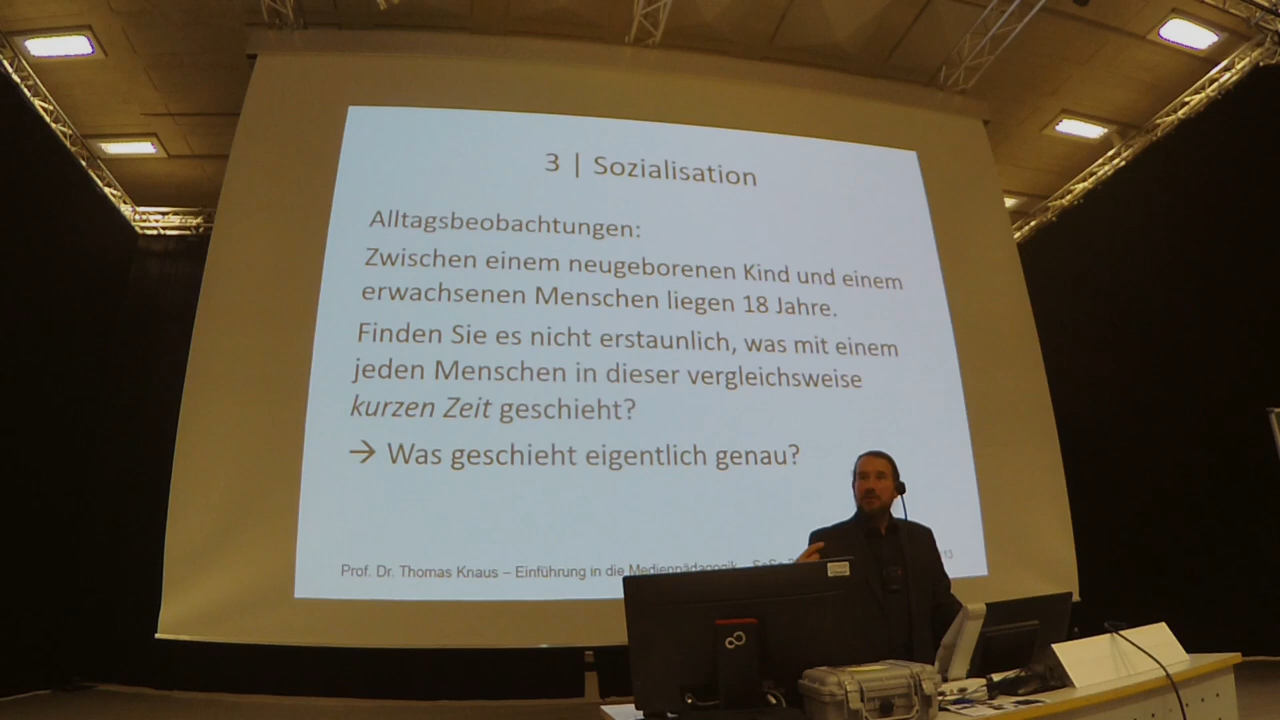 3 | Sozialisation
Alltagsbeobachtungen:
Zwischen einem neugeborenen Kind und einem
erwachsenen Menschen liegen 18 Jahre.
Finden Sie es nicht erstaunlich, was mit einem
jeden Menschen in dieser vergleichsweise
kurzen Zeit geschieht?
→ Was geschieht eigentlich genau?
Prof. Dr. Thomas Knaus – Einführung in die Medienpädagogik – SoSe
13